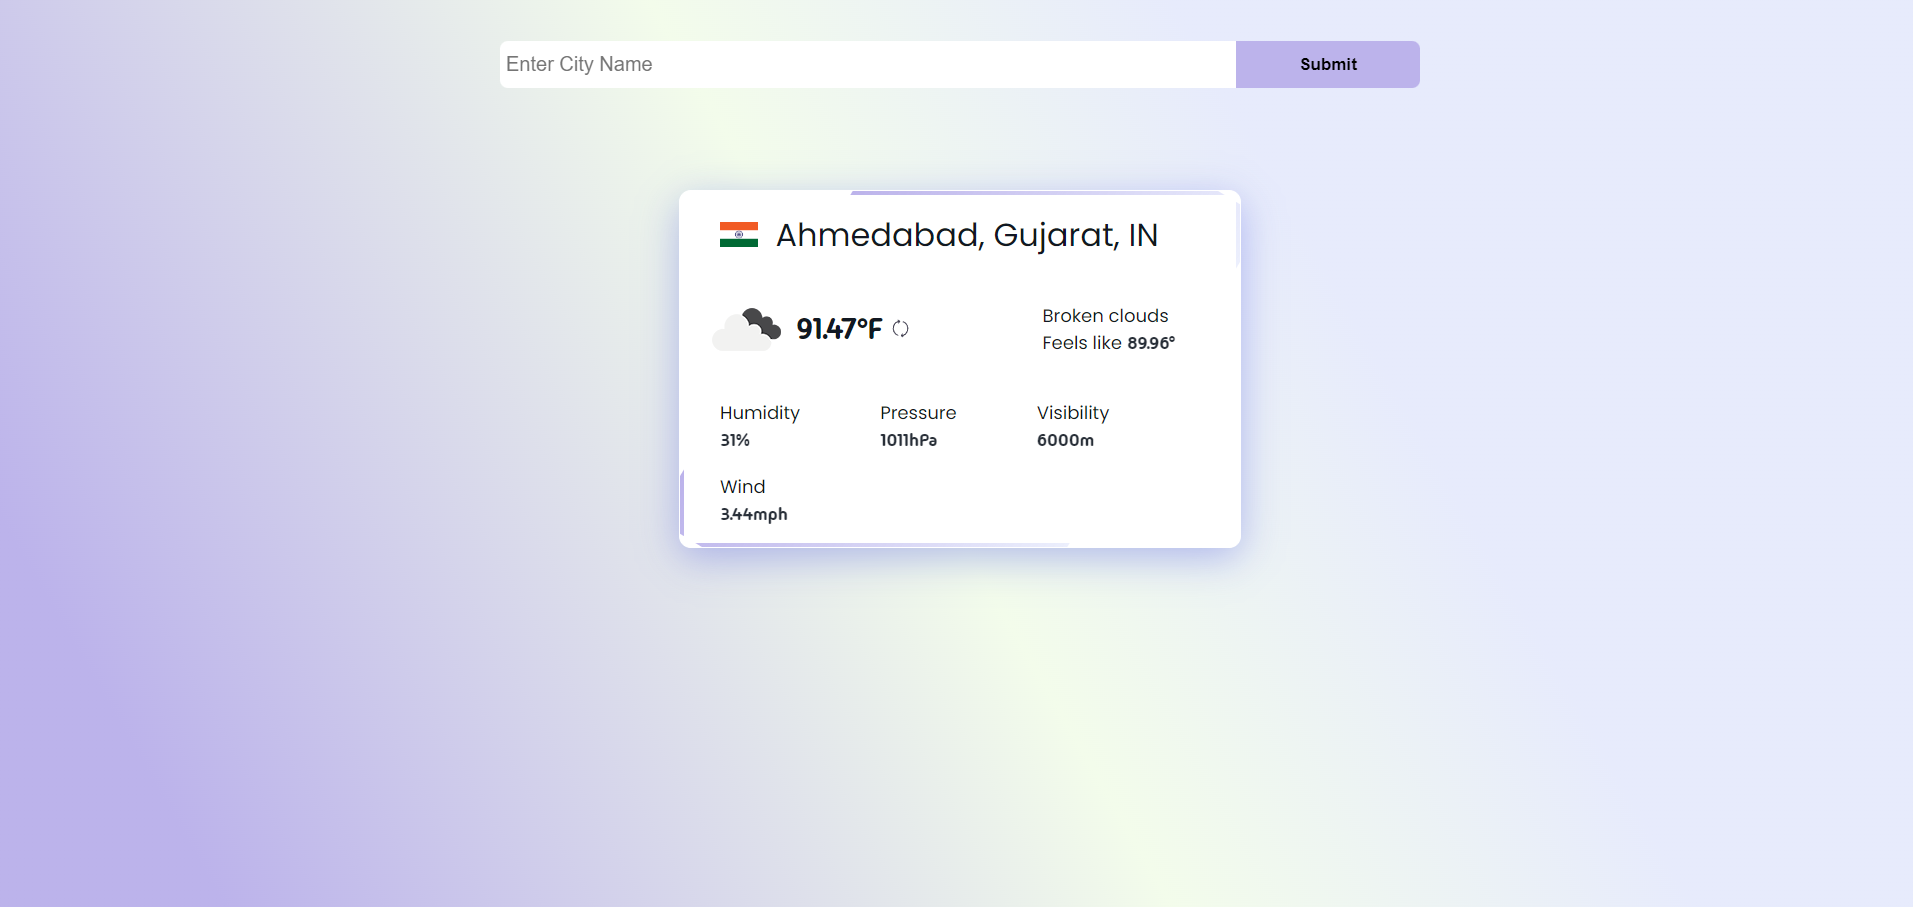 Enter City Name Submit
Ahmedabad, Gujarat, IN
91.47°F
Broken clouds
Feels like 89.96°
Humidity
31%
Pressure
1011hPa
Visibility
6000m
Wind
3.44mph